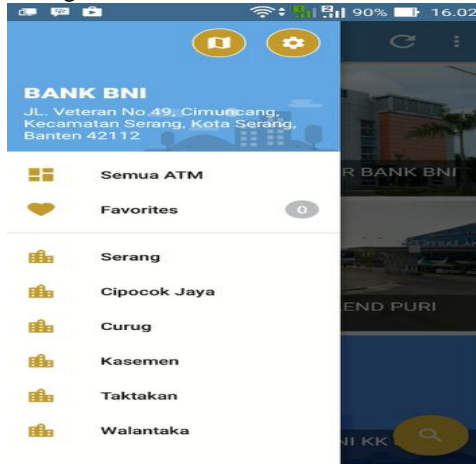 90% 16.02
BANK BNI
JL. Veteran No.49, Cimuncang,
Kecamatan Serang, Kota Serang,
Banten 42112
Semua ATM
Favorites 0
R BANK BNI
Serang
Cipocok Jaya
END PURI
Curug
Kasemen
Taktakan
Walantaka
NI KK